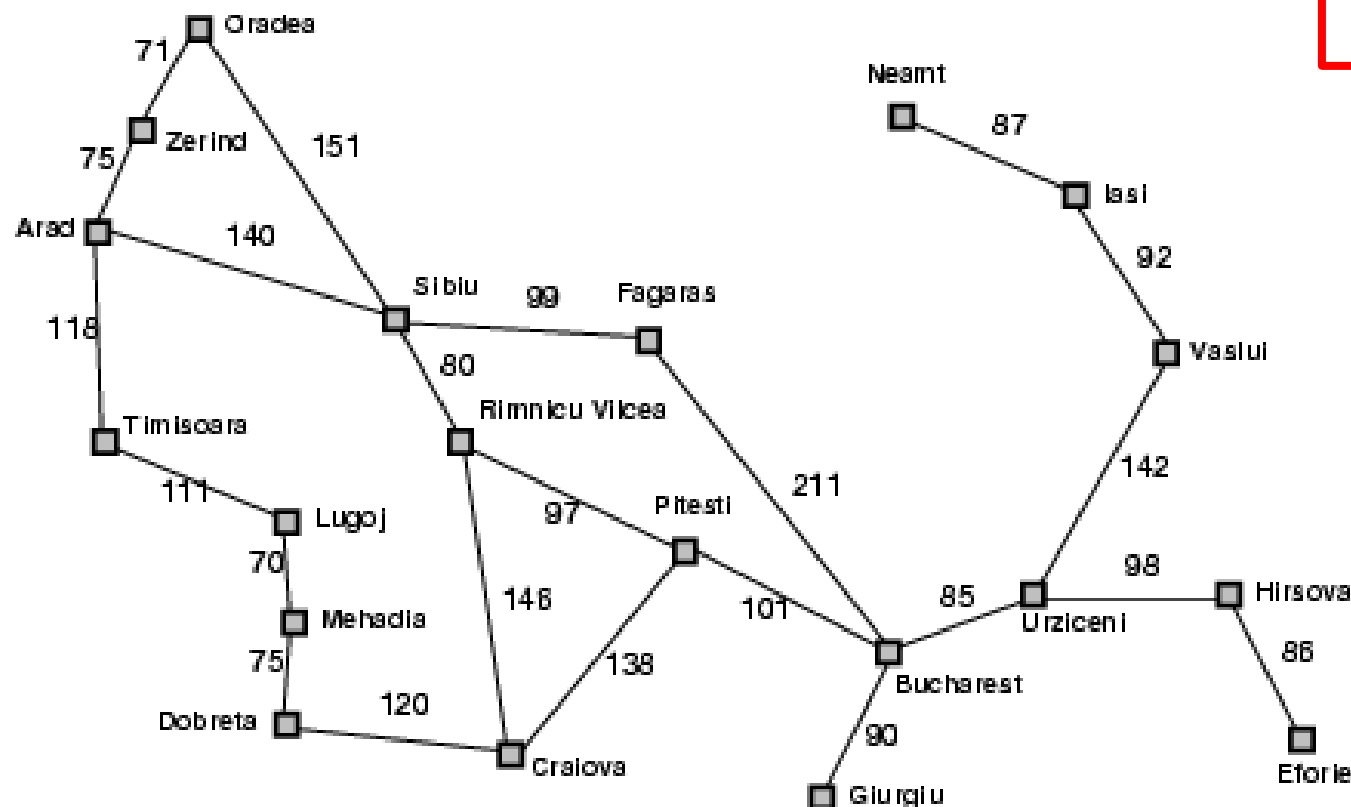 Oradea
71
Neamt
87
Zerind
151
75
Iasi
Arad
140
92
Sibiu
99
Fagaras
118
80
Vaslui
Rimnicu Vilcea
Timisoara
142
211
111
Pitesti
Lugoj
97
70
98
146
101
85
Hirsova
Mehadia
Urziceni
138
86
75
Bucharest
120
Dobreta
90
Craiova
Eforie
Giurgiu